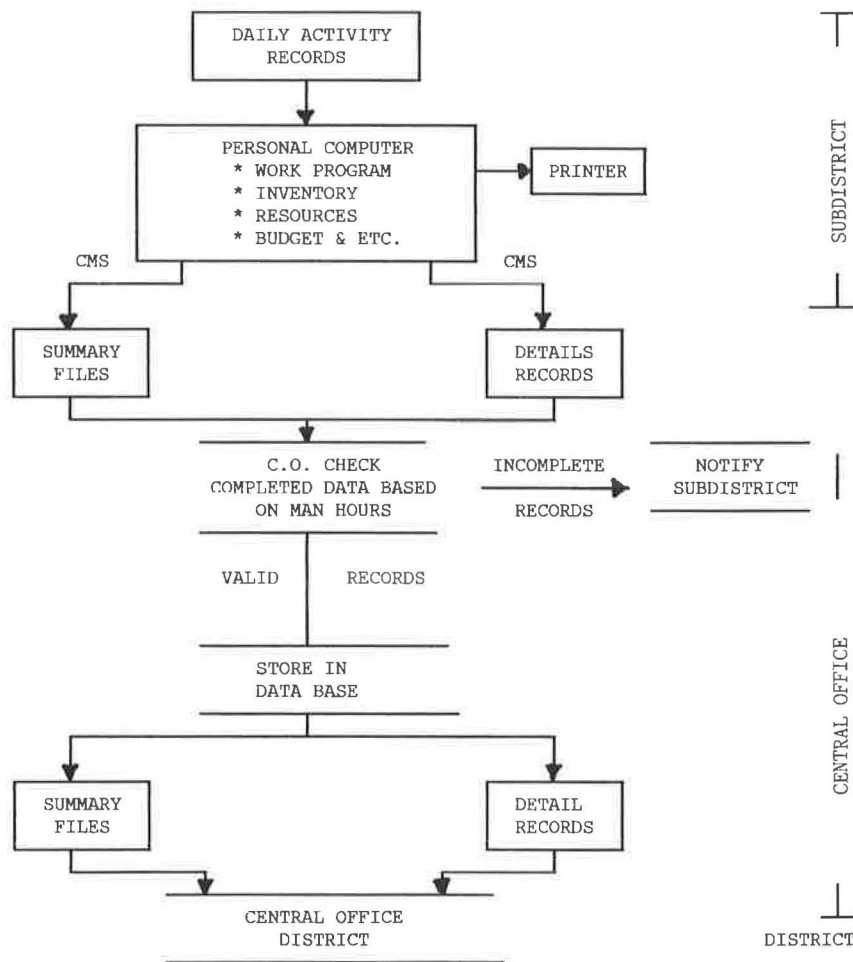 DAILY ACTIVITY
RECORDS
PERSONAL COMPUTER
* WORK PROGRAM
* INVENTORY
* RESOURCES
* BUDGET & ETC.
PRINTER
SUBDISTRICT
CMS
CMS
SUMMARY
FILES
DETAILS
RECORDS
C.O. CHECK
COMPLETED DATA BASED
ON MAN HOURS
INCOMPLETE
RECORDS
NOTIFY
SUBDISTRICT
VALID RECORDS
STORE IN
DATA BASE
CENTRAL OFFICE
SUMMARY
FILES
DETAIL
RECORDS
CENTRAL OFFICE
DISTRICT
DISTRICT